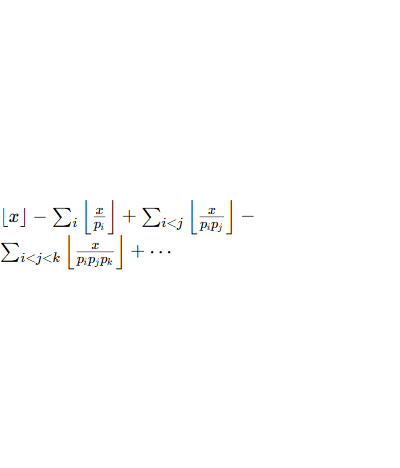 ⌊x⌋ − ∑_i ⌊x/p_i⌋ + ∑_{i<j} ⌊x/(p_i p_j)⌋ −
∑_{i<j<k} ⌊x/(p_i p_j p_k)⌋ + ⋯